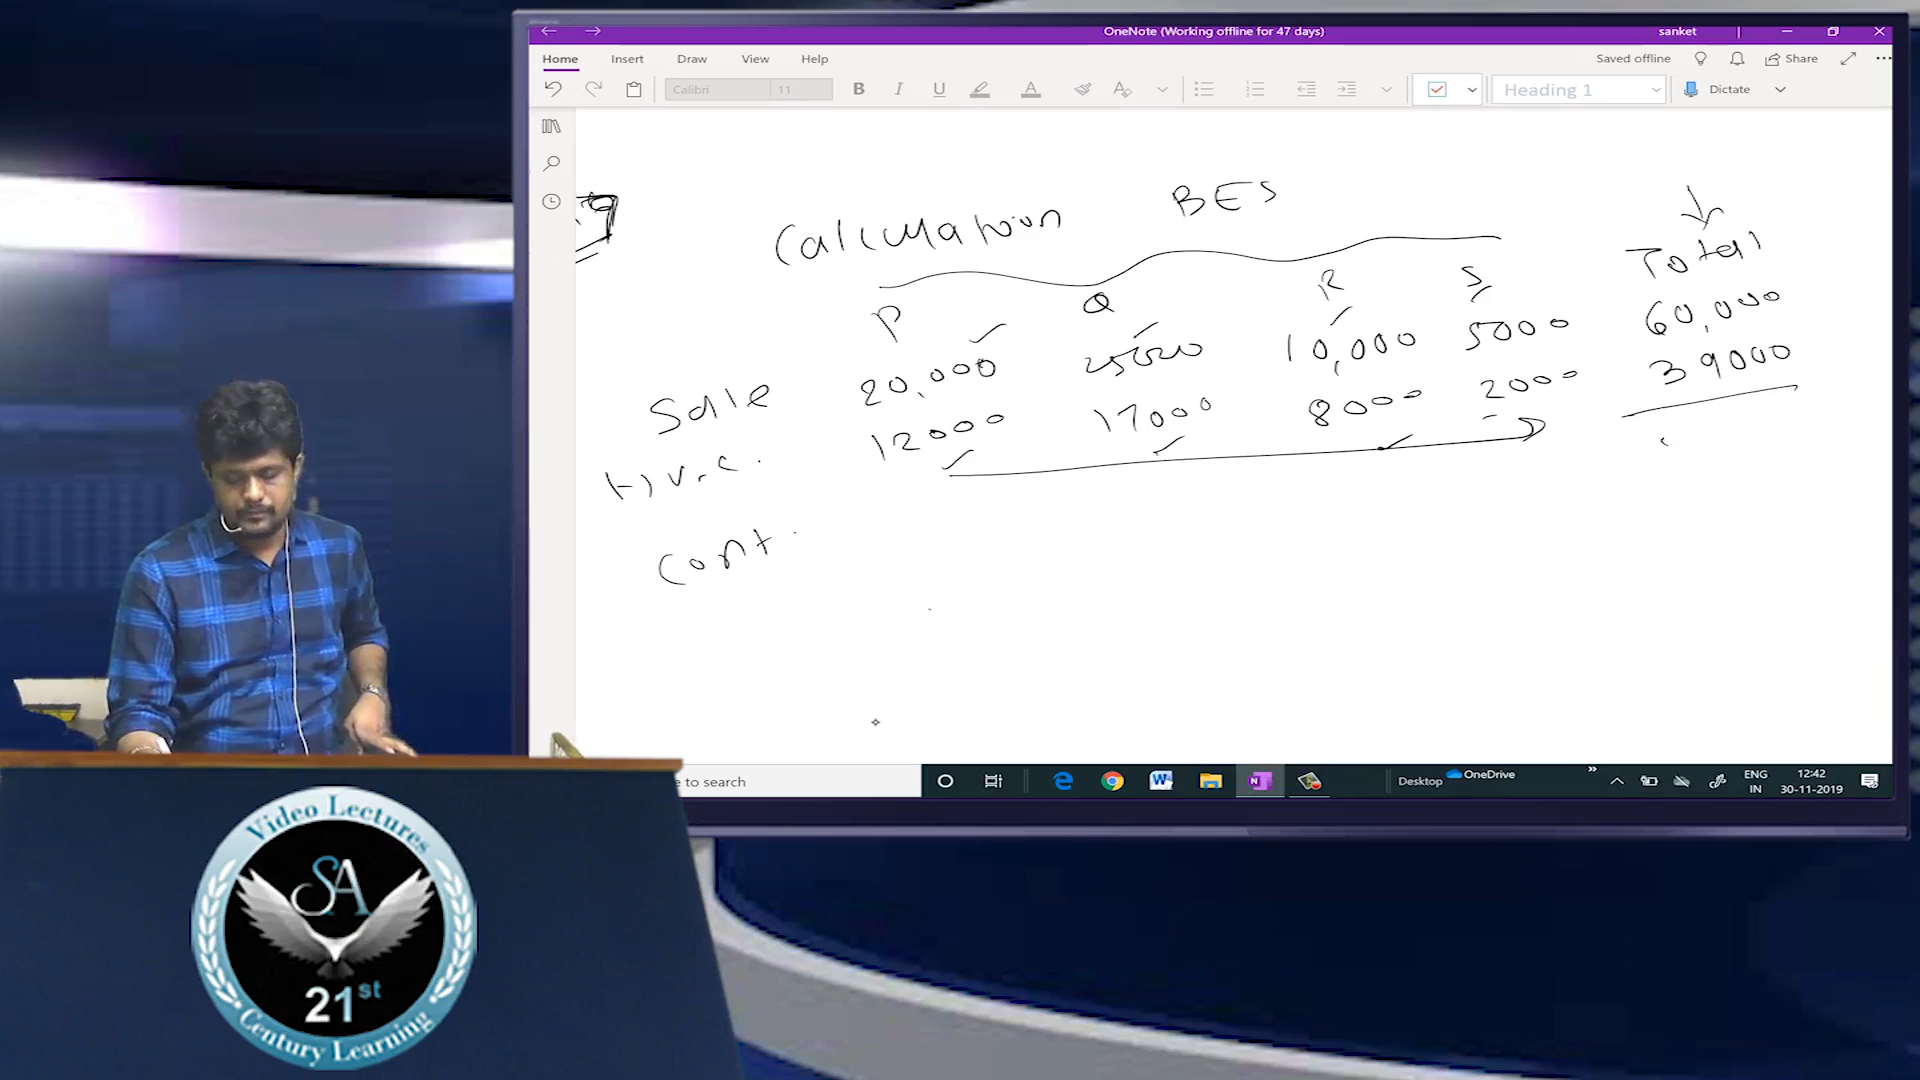 OneNote (Working offline for 47 days) sanket
Home Insert Draw View Help Saved offline Share
Calibri 11 B I U A Heading 1 Dictate
Calculation BES
P Q R S Total
Sale 20,000 25000 10,000 5000 60,000
(-) V.C. 12000 17000 8000 2000 39000
Cont.
e to search Desktop OneDrive ENG 12:42
IN 30-11-2019
Video Lectures
SA
21st
Century Learning